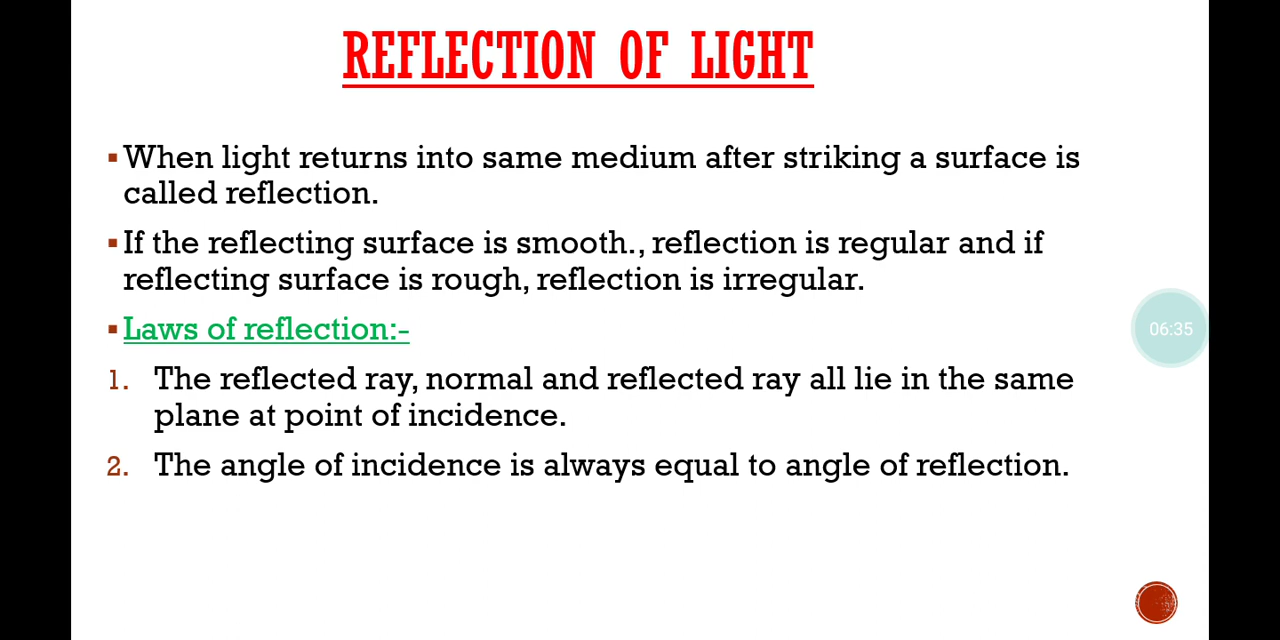 REFLECTION OF LIGHT
▪When light returns into same medium after striking a surface is
called reflection.
▪If the reflecting surface is smooth., reflection is regular and if
reflecting surface is rough, reflection is irregular.
▪Laws of reflection:-
06:35
1. The reflected ray, normal and reflected ray all lie in the same
plane at point of incidence.
2. The angle of incidence is always equal to angle of reflection.